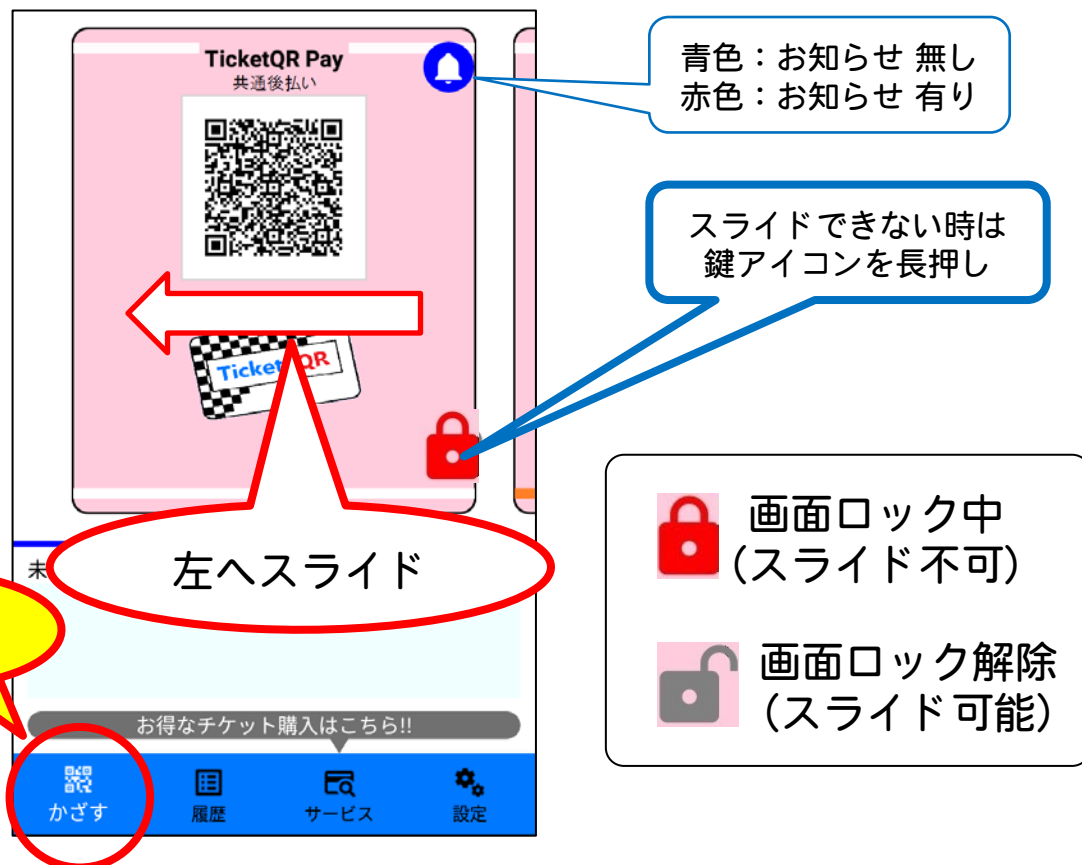 TicketQR Pay
共通後払い
青色：お知らせ 無し
赤色：お知らせ 有り
スライドできない時は
鍵アイコンを長押し
TicketQR
左へスライド
未
画面ロック中
(スライド不可)
画面ロック解除
(スライド可能)
お得なチケット購入はこちら!!
かざす
履歴
サービス
設定